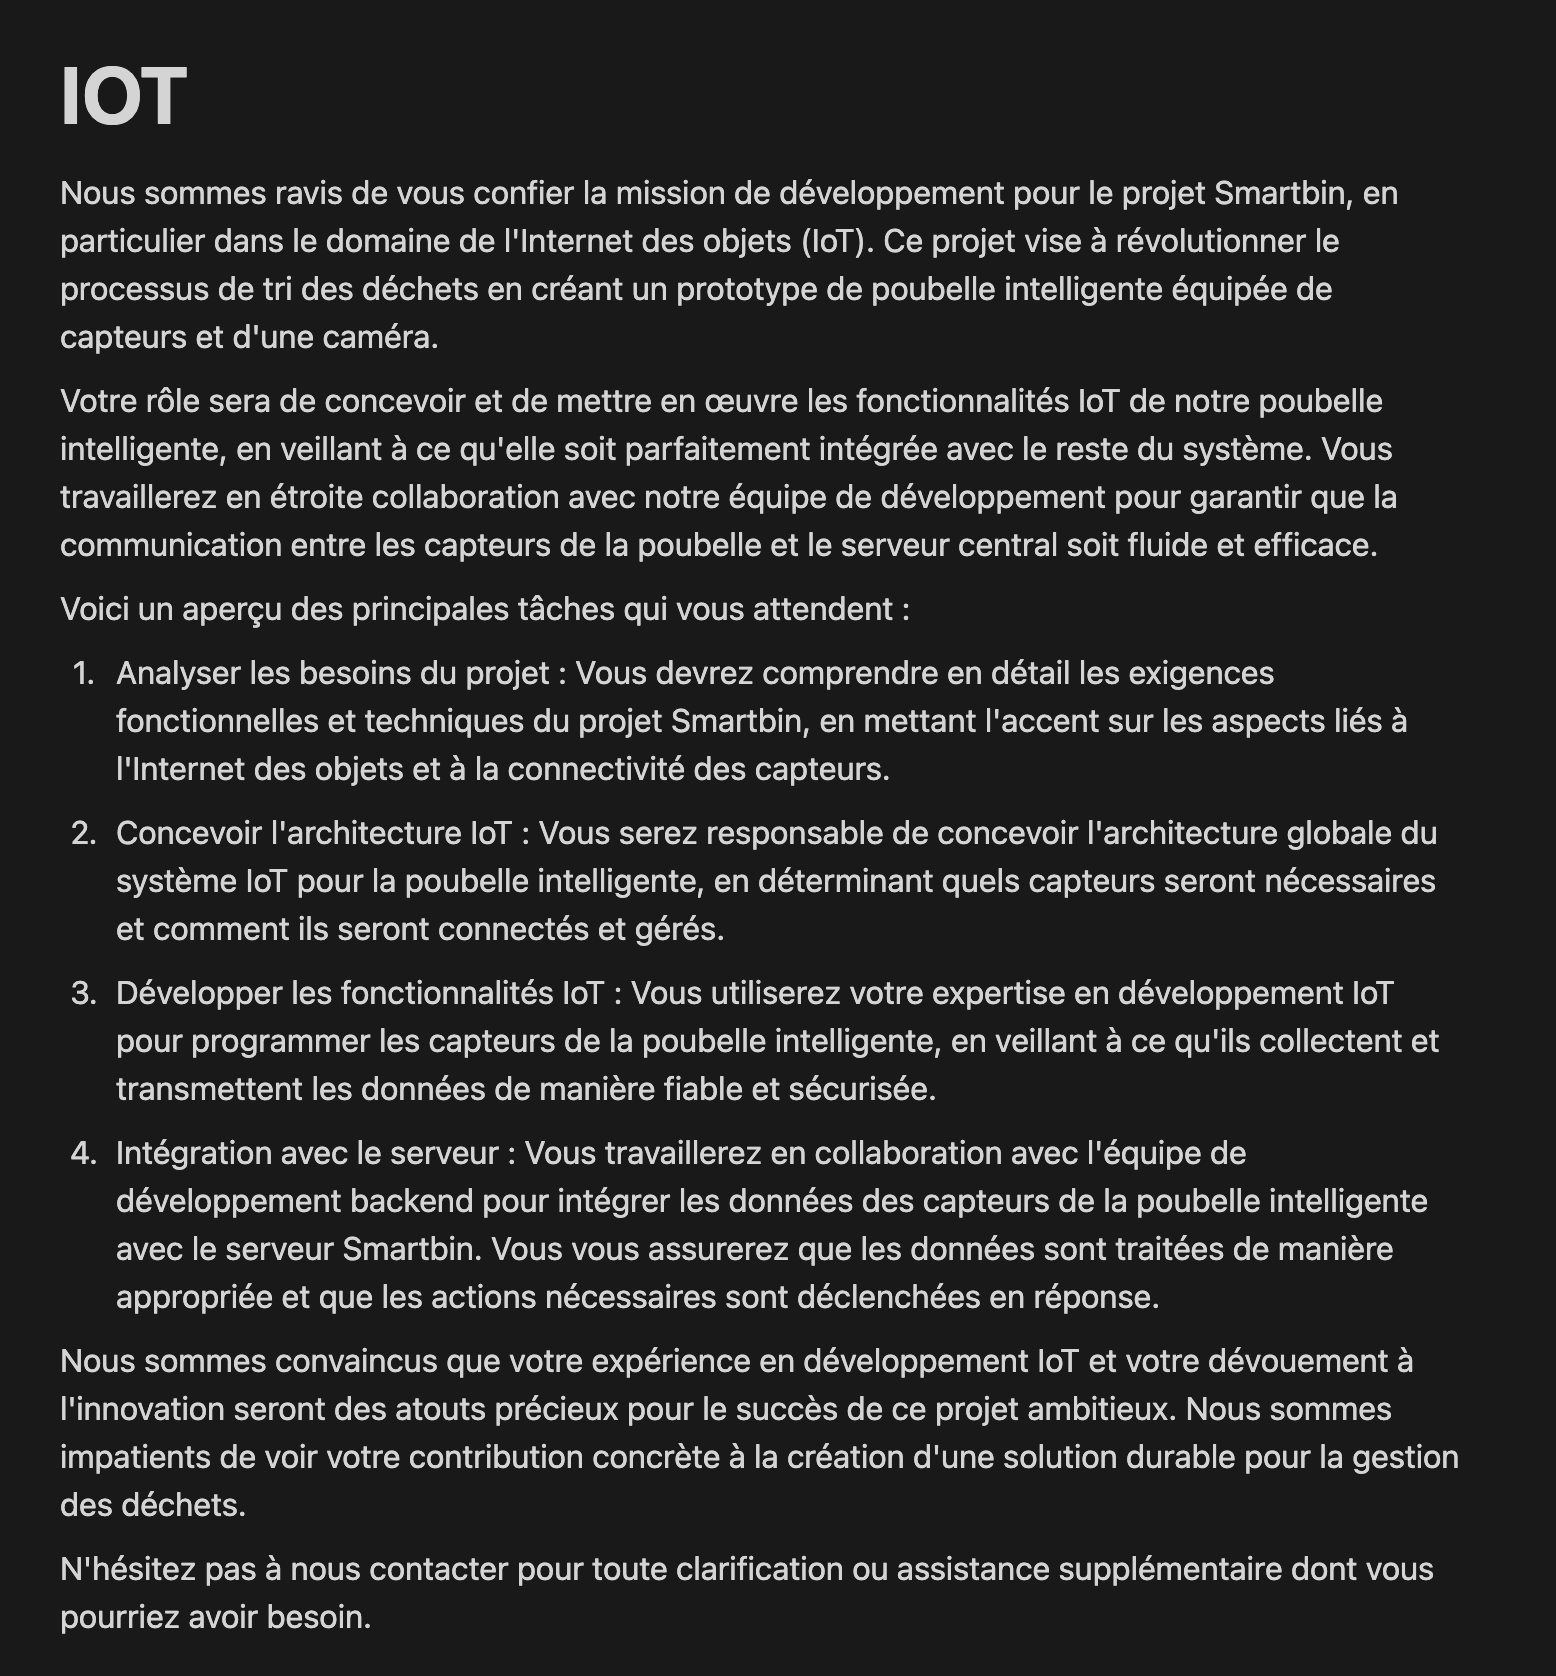 IOT
Nous sommes ravis de vous confier la mission de développement pour le projet Smartbin, en
particulier dans le domaine de l'Internet des objets (IoT). Ce projet vise à révolutionner le
processus de tri des déchets en créant un prototype de poubelle intelligente équipée de
capteurs et d'une caméra.
Votre rôle sera de concevoir et de mettre en œuvre les fonctionnalités IoT de notre poubelle
intelligente, en veillant à ce qu'elle soit parfaitement intégrée avec le reste du système. Vous
travaillerez en étroite collaboration avec notre équipe de développement pour garantir que la
communication entre les capteurs de la poubelle et le serveur central soit fluide et efficace.
Voici un aperçu des principales tâches qui vous attendent :
1. Analyser les besoins du projet : Vous devrez comprendre en détail les exigences
fonctionnelles et techniques du projet Smartbin, en mettant l'accent sur les aspects liés à
l'Internet des objets et à la connectivité des capteurs.
2. Concevoir l'architecture IoT : Vous serez responsable de concevoir l'architecture globale du
système IoT pour la poubelle intelligente, en déterminant quels capteurs seront nécessaires
et comment ils seront connectés et gérés.
3. Développer les fonctionnalités IoT : Vous utiliserez votre expertise en développement IoT
pour programmer les capteurs de la poubelle intelligente, en veillant à ce qu'ils collectent et
transmettent les données de manière fiable et sécurisée.
4. Intégration avec le serveur : Vous travaillerez en collaboration avec l'équipe de
développement backend pour intégrer les données des capteurs de la poubelle intelligente
avec le serveur Smartbin. Vous vous assurerez que les données sont traitées de manière
appropriée et que les actions nécessaires sont déclenchées en réponse.
Nous sommes convaincus que votre expérience en développement IoT et votre dévouement à
l'innovation seront des atouts précieux pour le succès de ce projet ambitieux. Nous sommes
impatients de voir votre contribution concrète à la création d'une solution durable pour la gestion
des déchets.
N'hésitez pas à nous contacter pour toute clarification ou assistance supplémentaire dont vous
pourriez avoir besoin.